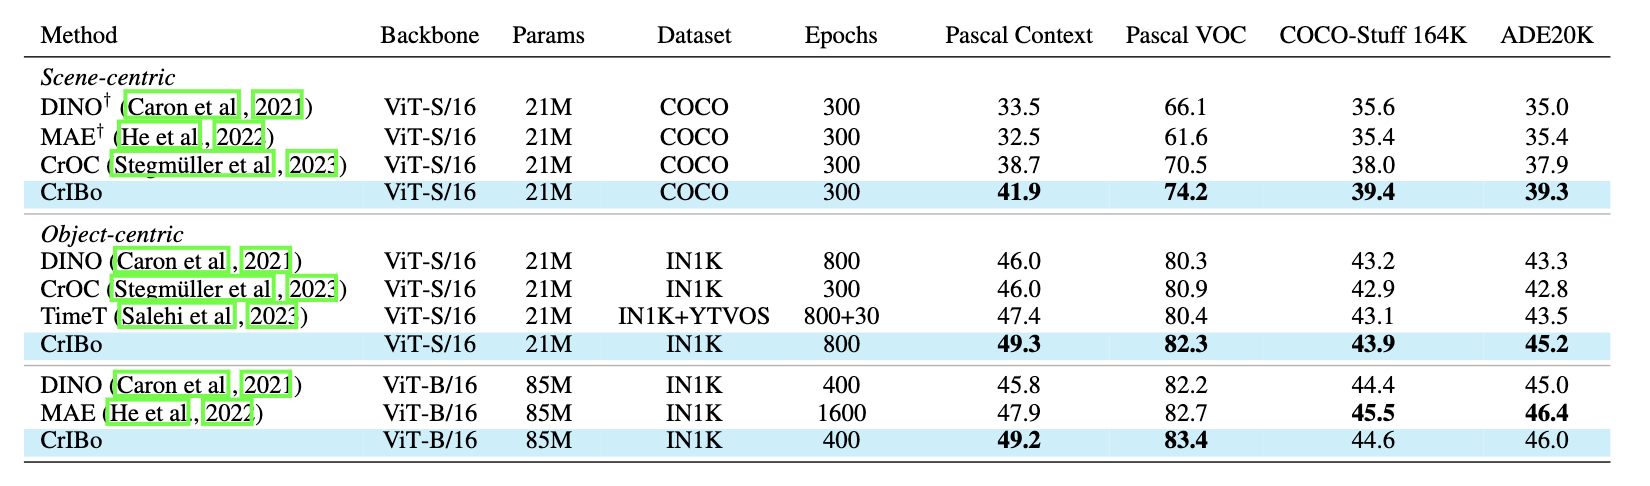 Method Backbone Params Dataset Epochs Pascal Context Pascal VOC COCO-Stuff 164K ADE20K
Scene-centric
DINO† (Caron et al., 2021) ViT-S/16 21M COCO 300 33.5 66.1 35.6 35.0
MAE† (He et al., 2022) ViT-S/16 21M COCO 300 32.5 61.6 35.4 35.4
CrOC (Stegmüller et al., 2023) ViT-S/16 21M COCO 300 38.7 70.5 38.0 37.9
CrIBo ViT-S/16 21M COCO 300 41.9 74.2 39.4 39.3
Object-centric
DINO (Caron et al., 2021) ViT-S/16 21M IN1K 800 46.0 80.3 43.2 43.3
CrOC (Stegmüller et al., 2023) ViT-S/16 21M IN1K 300 46.0 80.9 42.9 42.8
TimeT (Salehi et al., 2023) ViT-S/16 21M IN1K+YTVOS 800+30 47.4 80.4 43.1 43.5
CrIBo ViT-S/16 21M IN1K 800 49.3 82.3 43.9 45.2
DINO (Caron et al., 2021) ViT-B/16 85M IN1K 400 45.8 82.2 44.4 45.0
MAE (He et al., 2022) ViT-B/16 85M IN1K 1600 47.9 82.7 45.5 46.4
CrIBo ViT-B/16 85M IN1K 400 49.2 83.4 44.6 46.0